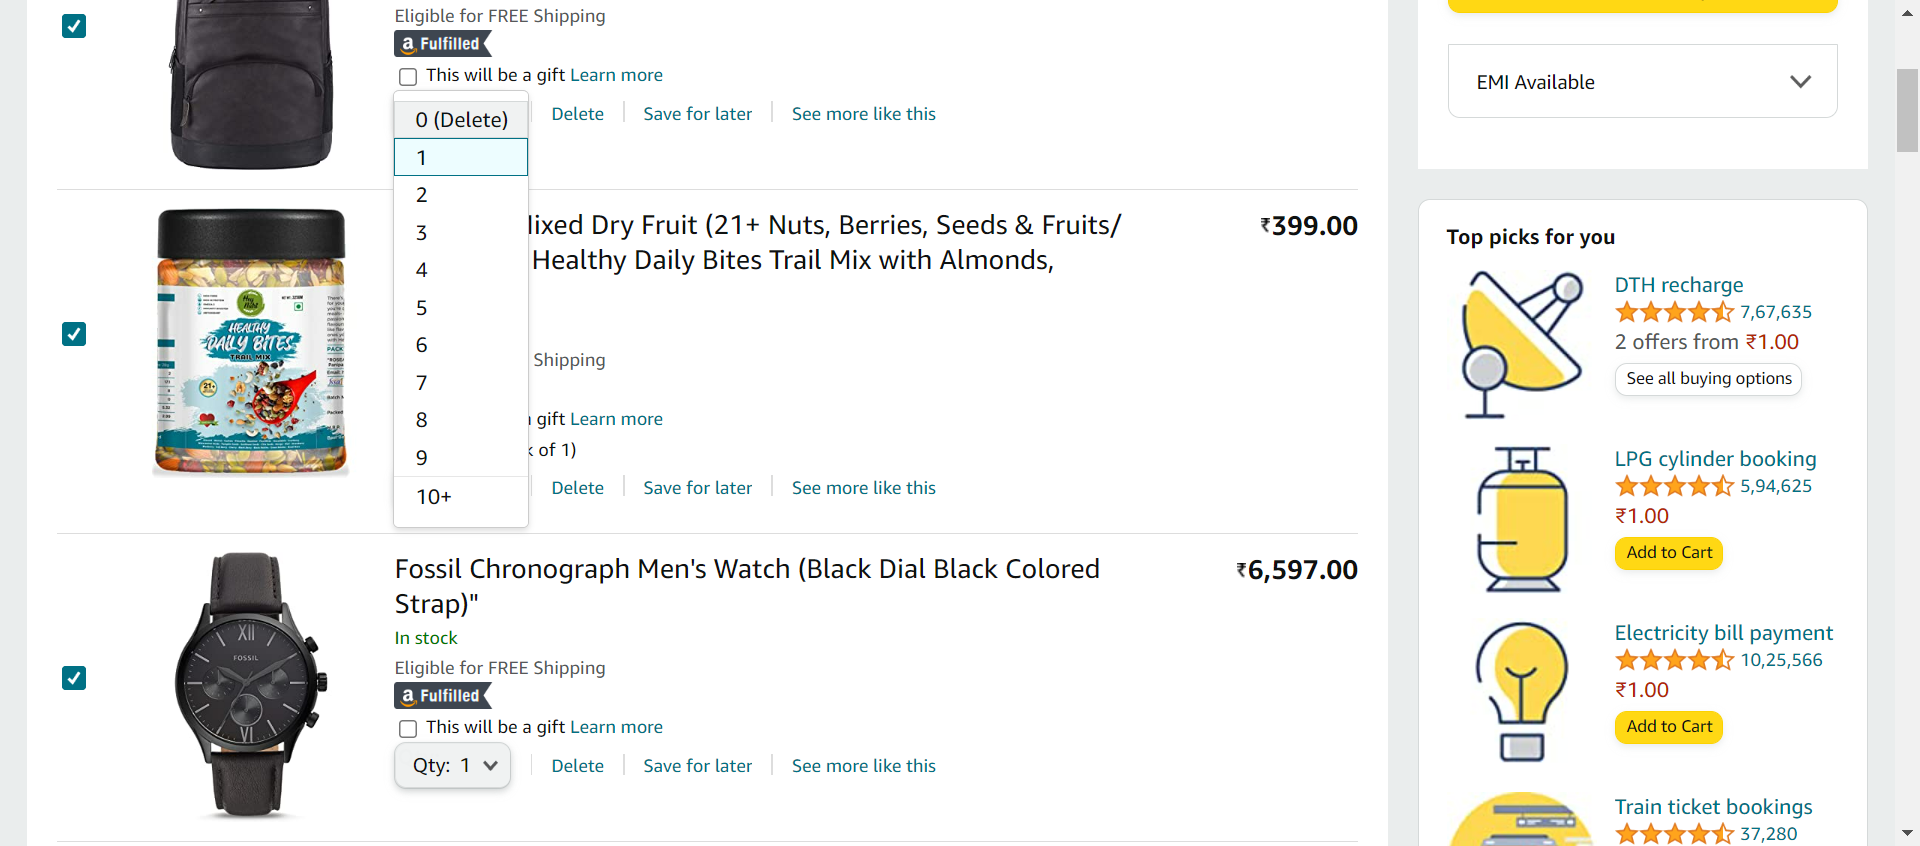 Eligible for FREE Shipping
a Fulfilled
This will be a gift Learn more
0 (Delete)
Delete
Save for later
See more like this
1
2
3
4
5
6
7
8
9
10+
ixed Dry Fruit (21+ Nuts, Berries, Seeds & Fruits/
Healthy Daily Bites Trail Mix with Almonds,
₹399.00
Shipping
gift Learn more
of 1)
Delete
Save for later
See more like this
HEALTHY
DAILY BITES
TRAIL MIX
21+
Fossil Chronograph Men's Watch (Black Dial Black Colored
Strap)"
₹6,597.00
In stock
Eligible for FREE Shipping
a Fulfilled
This will be a gift Learn more
Qty: 1
Delete
Save for later
See more like this
XII
FOSSIL
VI
EMI Available
Top picks for you
DTH recharge
7,67,635
2 offers from ₹1.00
See all buying options
LPG cylinder booking
5,94,625
₹1.00
Add to Cart
Electricity bill payment
10,25,566
₹1.00
Add to Cart
Train ticket bookings
37,280